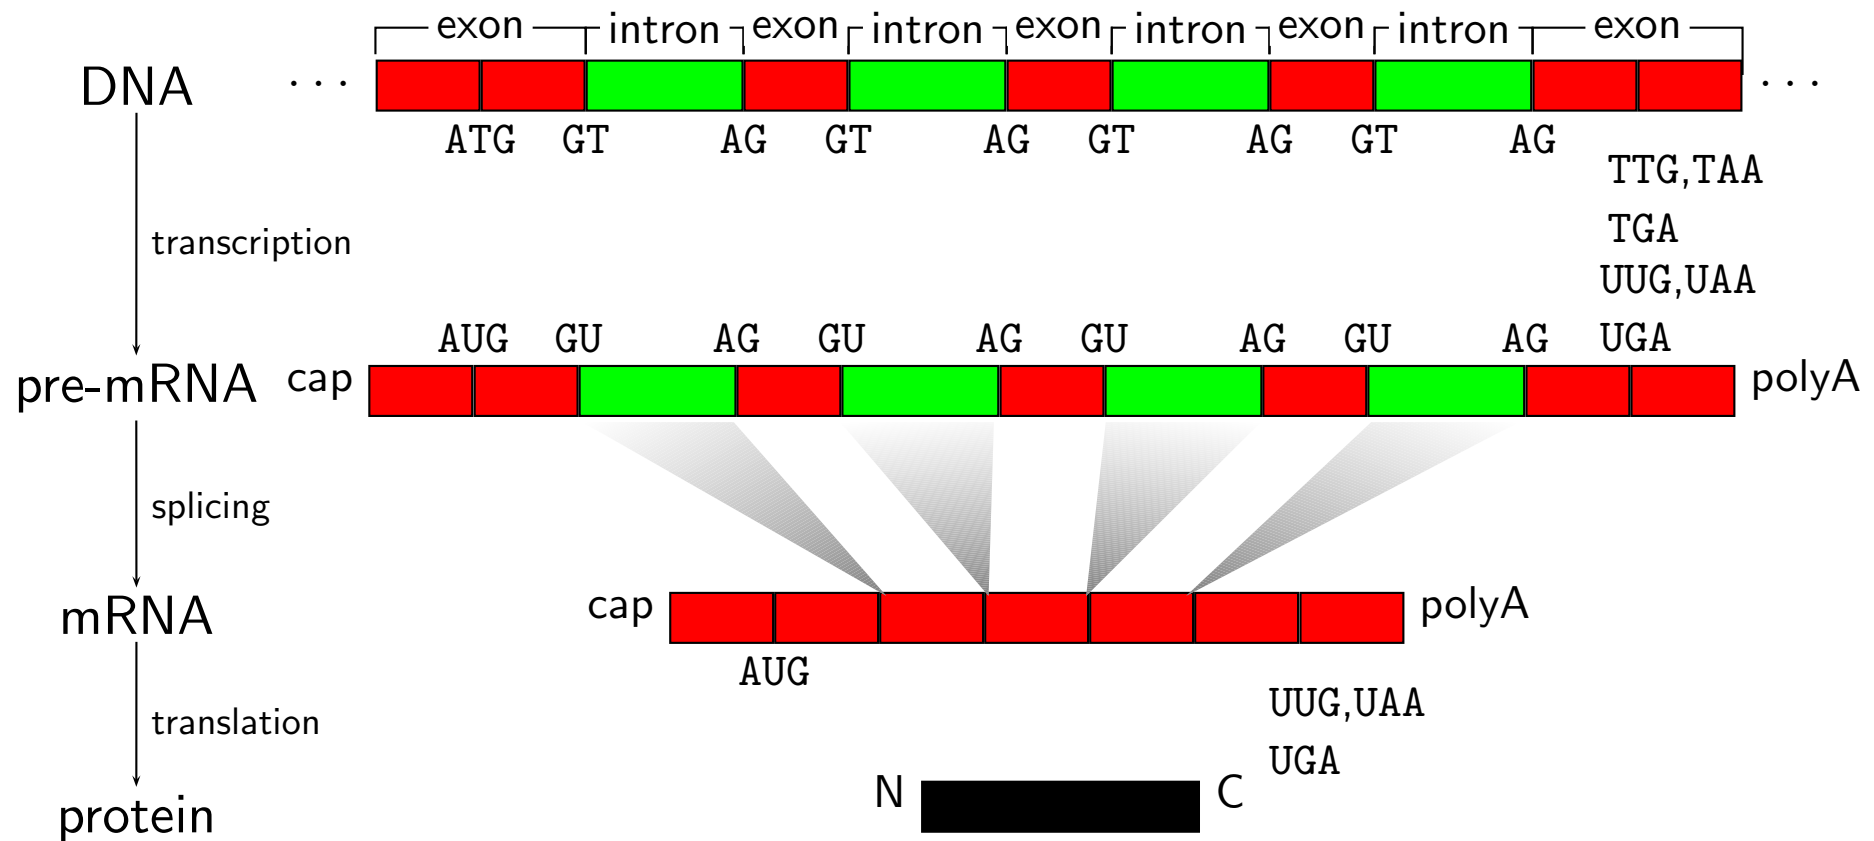 exon intron exon intron exon intron exon intron exon
DNA ... ...
ATG GT AG GT AG GT AG GT AG
TTG,TAA
TGA
transcription
UUG,UAA
AUG GU AG GU AG GU AG GU AG UGA
pre-mRNA cap polyA
splicing
mRNA cap polyA
AUG
UUG,UAA
translation
UGA
N C
protein